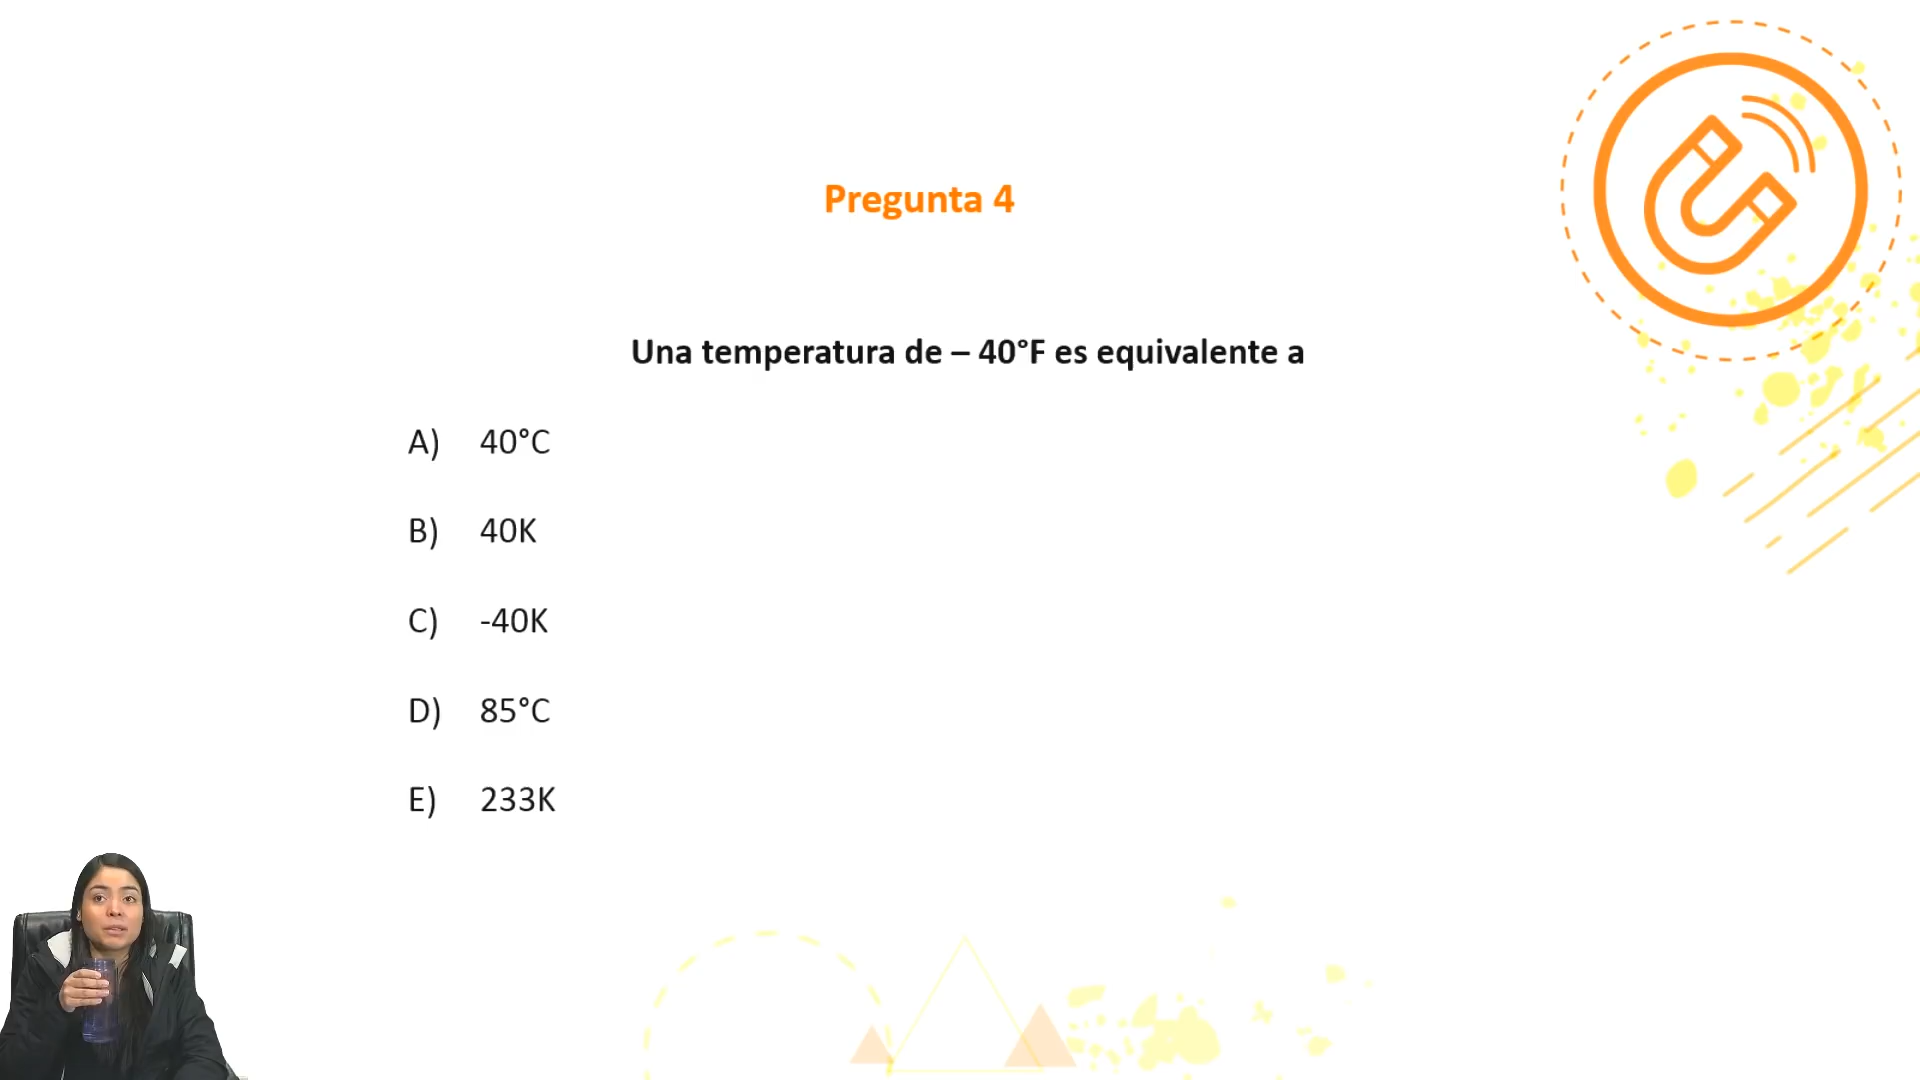 Pregunta 4
Una temperatura de – 40°F es equivalente a
A) 40°C
B) 40K
C) -40K
D) 85°C
E) 233K